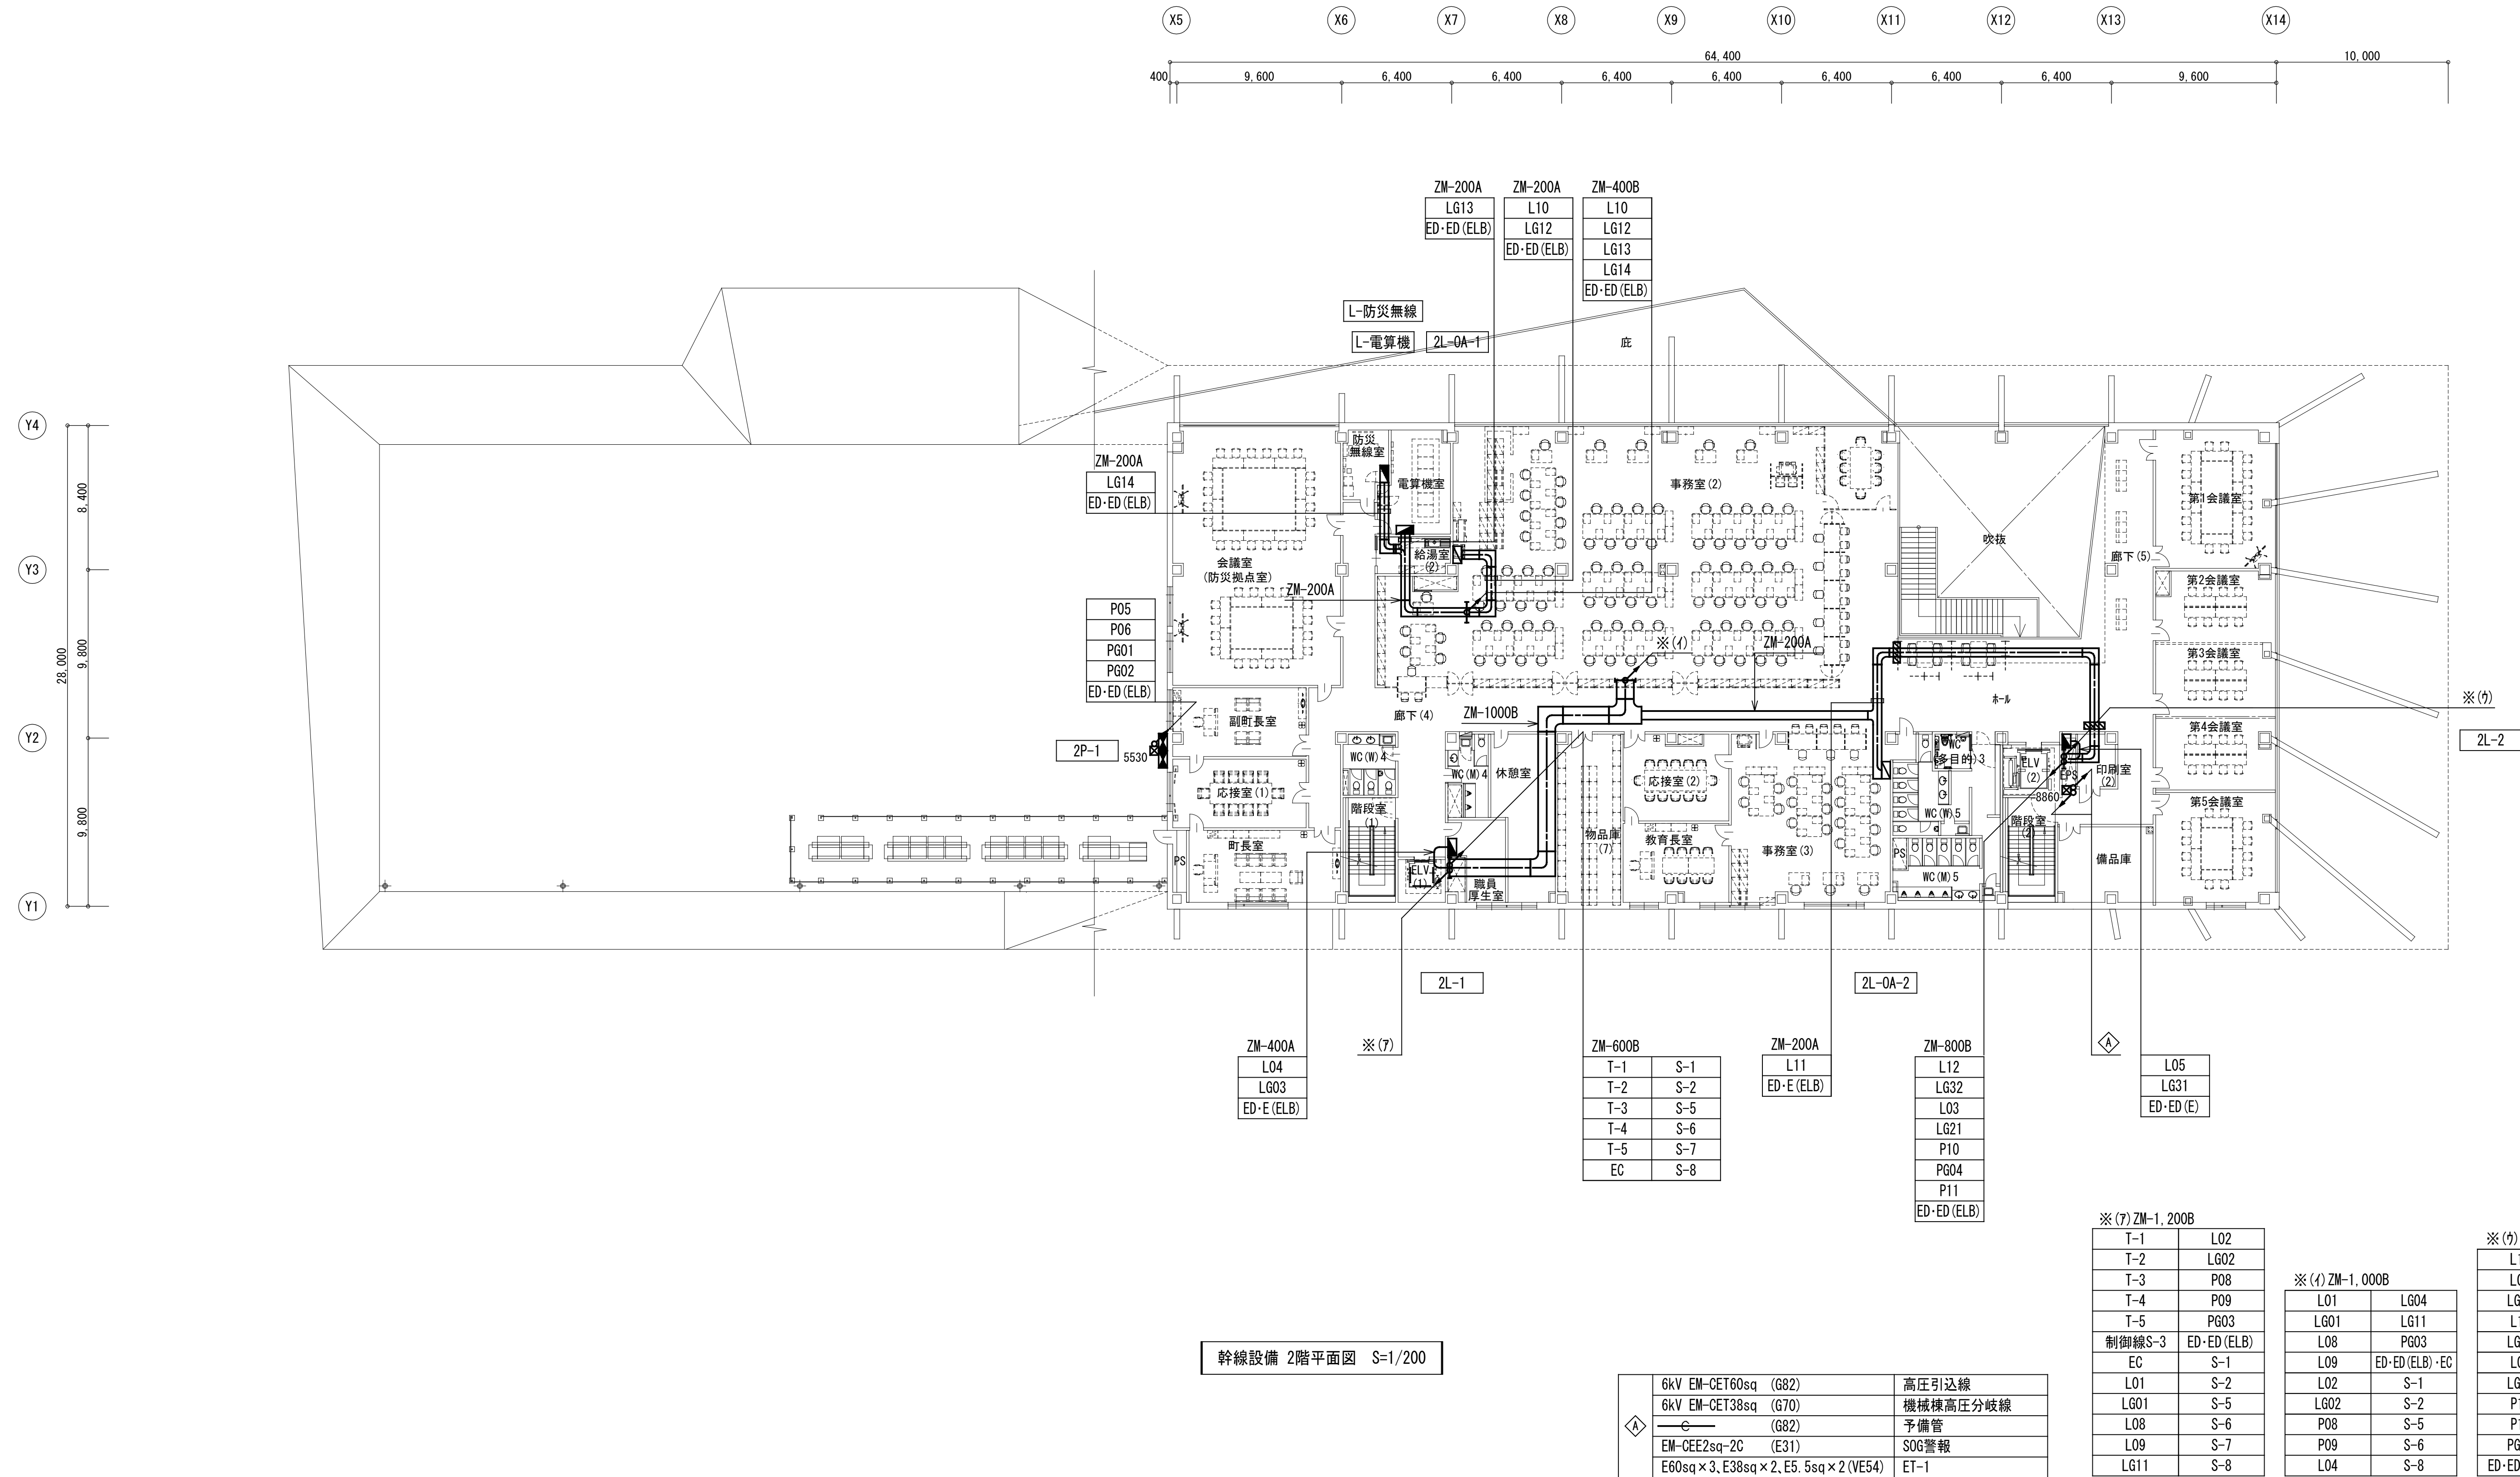 X5 X6 X7 X8 X9 X10 X11 X12 X13 X14
64,400 10,000
400 9,600 6,400 6,400 6,400 6,400 6,400 6,400 6,400 9,600
ZM-200A
LG13
ED・ED(ELB)
ZM-200A
L10
LG12
ED・ED(ELB)
ZM-400B
L10
LG12
LG13
LG14
ED・ED(ELB)
L-防災無線
L-電算機
2L-OA-1
庇
Y4
Y3
Y2
Y1
28,000
8,400
9,800
9,800
ZM-200A
LG14
ED・ED(ELB)
防災
無線室
電算機室
事務室(2)
第1会議室
吹抜
廊下(5)
給湯室
(2)
会議室
(防災拠点室)
第2会議室
ZM-200A
P05
P06
PG01
PG02
ED・ED(ELB)
※(イ)
ZM-200A
第3会議室
ホール
※(ウ)
副町長室
廊下(4)
ZM-1000B
第4会議室
2P-1
5530
2L-2
WC(W)4
WC(M)4
休憩室
応接室(2)
WC
(多目的)3
ELV
(2)
EPS
印刷室
(2)
応接室(1)
8860
第5会議室
階段室
(1)
WC(W)5
階段室
(2)
物品庫
(7)
教育長室
事務室(3)
町長室
PS
PS
備品庫
ELV
(1)
職員
厚生室
WC(M)5
2L-1
2L-OA-2
ZM-400A
L04
LG03
ED・E(ELB)
※(ア)
ZM-600B
T-1 S-1
T-2 S-2
T-3 S-5
T-4 S-6
T-5 S-7
EC S-8
ZM-200A
L11
ED・E(ELB)
ZM-800B
L12
LG32
L03
LG21
P10
PG04
P11
ED・ED(ELB)
A
L05
LG31
ED・ED(E)
※(ア)ZM-1,200B
T-1 L02
T-2 LG02
T-3 P08
T-4 P09
T-5 PG03
制御線S-3 ED・ED(ELB)
EC S-1
L01 S-2
LG01 S-5
L08 S-6
L09 S-7
LG11 S-8
※(イ)ZM-1,000B
L01 LG04
LG01 LG11
L08 PG03
L09 ED・ED(ELB)・EC
L02 S-1
LG02 S-2
P08 S-5
P09 S-6
L04 S-8
※(ウ)
幹線設備 2階平面図 S=1/200
A
6kV EM-CET60sq (G82) 高圧引込線
6kV EM-CET38sq (G70) 機械棟高圧分岐線
C (G82) 予備管
EM-CEE2sq-2C (E31) SOG警報
E60sq×3、E38sq×2、E5.5sq×2(VE54) ET-1